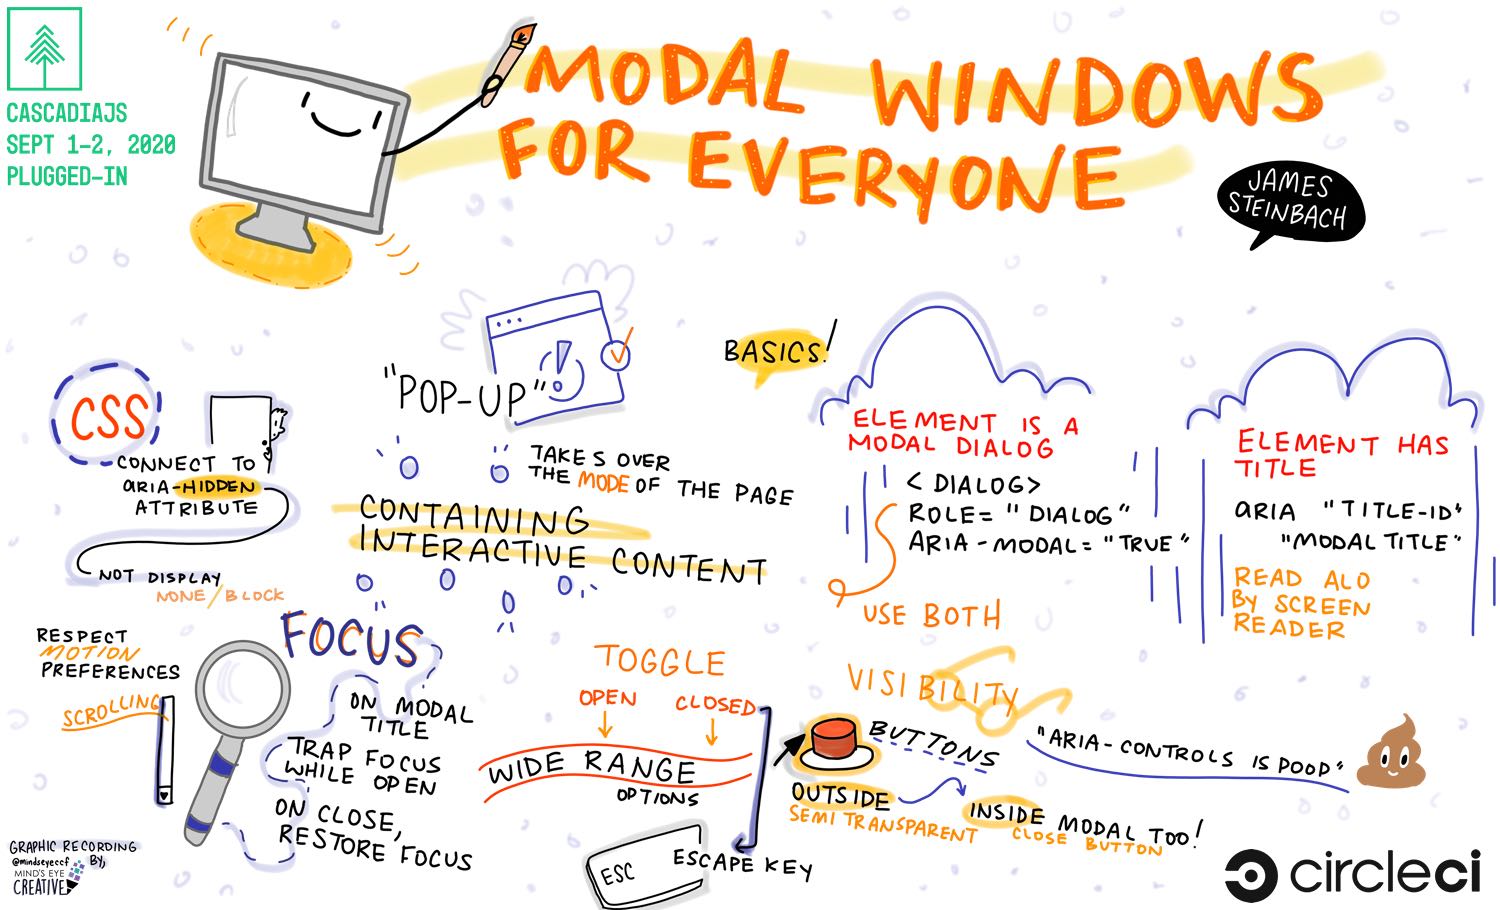 CASCADIAJS
SEPT 1-2, 2020
PLUGGED-IN
MODAL WINDOWS
FOR EVERYONE
JAMES
STEINBACH
CSS
CONNECT TO
aRIA-HIDDEN
ATTRIBUTE
NOT DISPLAY
NONE/BLOCK
"POP-UP"
TAKES OVER
THE MODE OF THE PAGE
CONTAINING
INTERACTIVE CONTENT
BASICS!
ELEMENT IS A
MODAL DIALOG
< DIALOG>
ROLE= "DIALOG"
ARIA-MODAL= "TRUE"
USE BOTH
ELEMENT HAS
TITLE
aRIA "TITLE-ID"
"MODAL TITLE"
READ ALO
BY SCREEN
READER
RESPECT
MOTION
PREFERENCES
SCROLLING
FOCUS
ON MODAL
TITLE
TRAP FOCUS
WHILE OPEN
ON CLOSE,
RESTORE FOCUS
TOGGLE
OPEN CLOSED
WIDE RANGE
OPTIONS
ESC
ESCAPE KEY
VISIBILITY
BUTTONS
"ARIA-CONTROLS IS POOP"
OUTSIDE
SEMI TRANSPARENT
INSIDE MODAL TOO!
CLOSE BUTTON
GRAPHIC RECORDING
BY,
@mindseyeccf
MIND'S EYE
CREATIVE
circleci